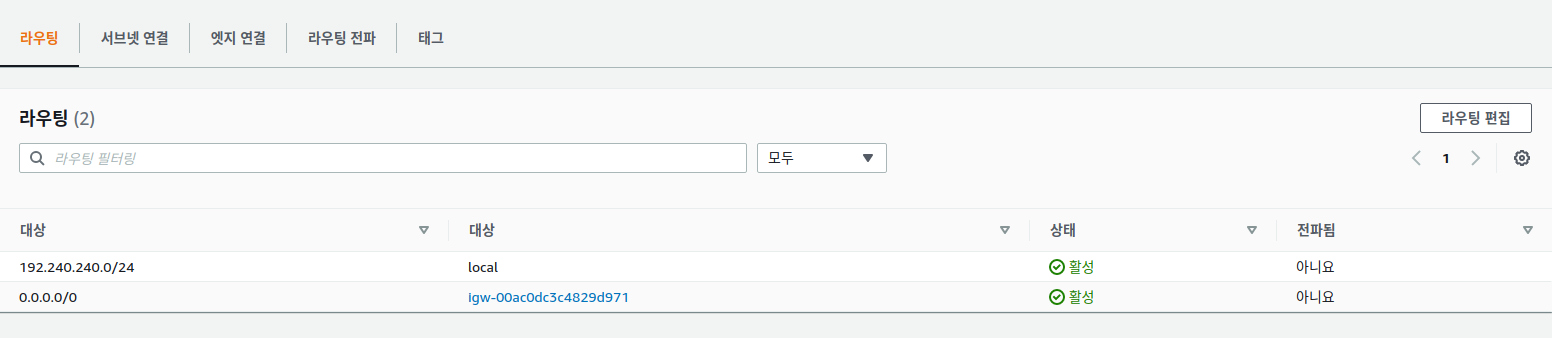 라우팅 서브넷 연결 엣지 연결 라우팅 전파 태그
라우팅 (2) 라우팅 편집
라우팅 필터링 모두 1
대상 대상 상태 전파됨
192.240.240.0/24 local 활성 아니요
0.0.0.0/0 igw-00ac0dc3c4829d971 활성 아니요